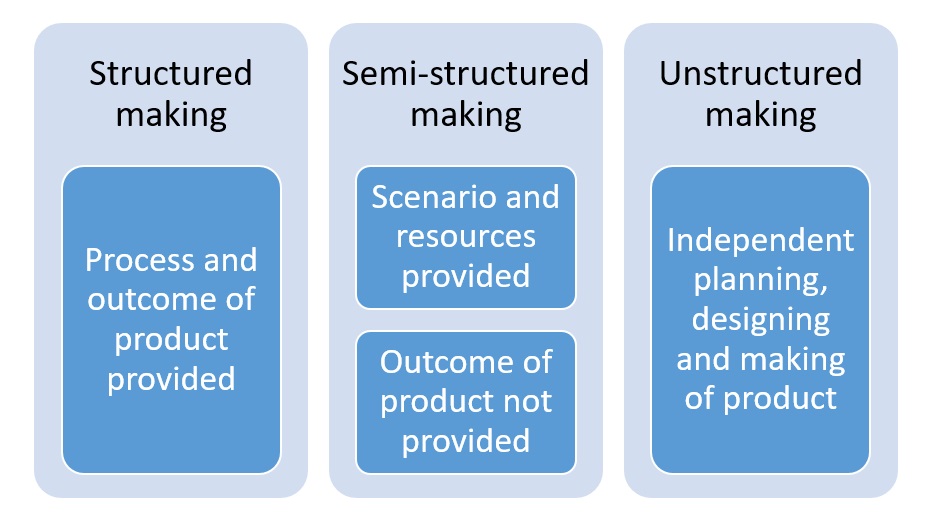 Structured
making
Process and
outcome of
product
provided
Semi-structured
making
Scenario and
resources
provided
Outcome of
product not
provided
Unstructured
making
Independent
planning,
designing
and making
of product